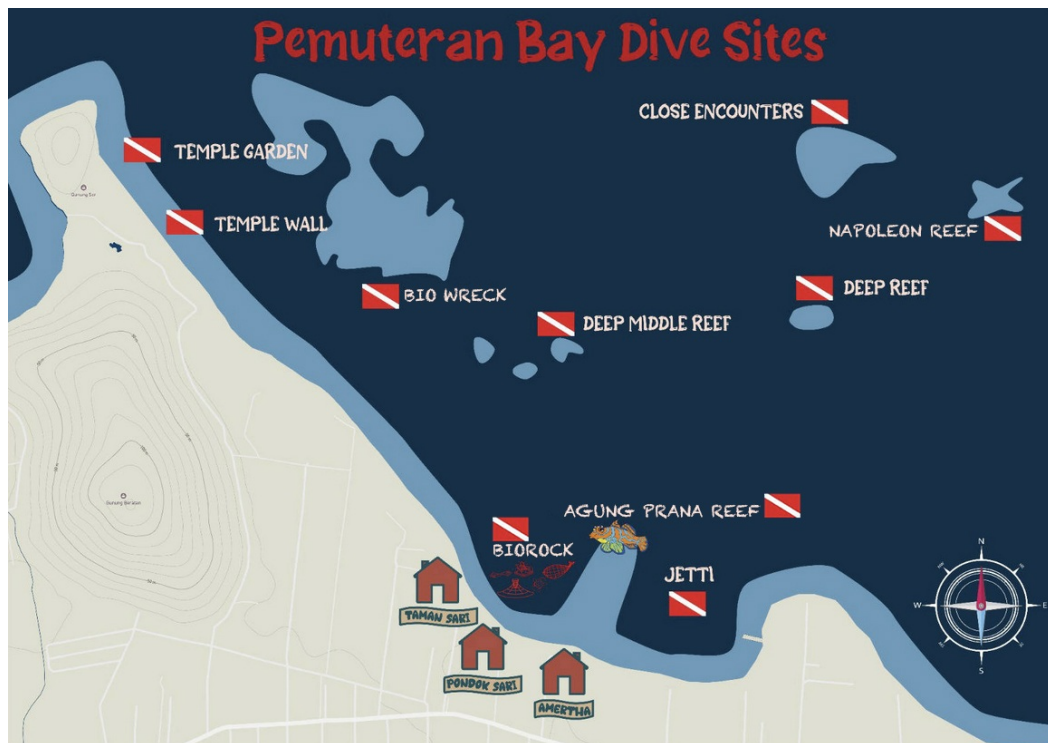 Pemuteran Bay Dive Sites
CLOSE ENCOUNTERS
TEMPLE GARDEN
TEMPLE WALL
NAPOLEON REEF
DEEP REEF
BIO WRECK
DEEP MIDDLE REEF
AGUNG PRANA REEF
BIOROCK
JETTI
TAMAN SARI
PONDOK SARI
AMERTHA
N
W
E
S